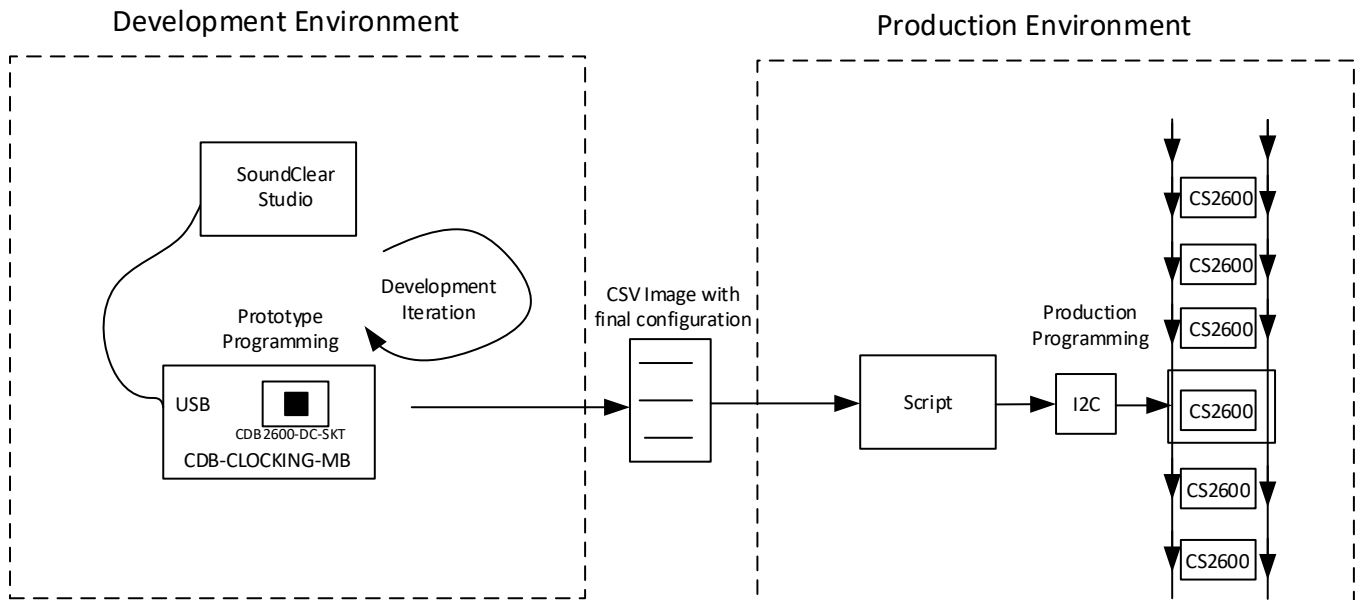 Development Environment
Production Environment
SoundClear
Studio
Development
Iteration
Prototype
Programming
USB
CDB2600-DC-SKT
CDB-CLOCKING-MB
CSV Image with
final configuration
Script
Production
Programming
I2C
CS2600
CS2600
CS2600
CS2600
CS2600
CS2600